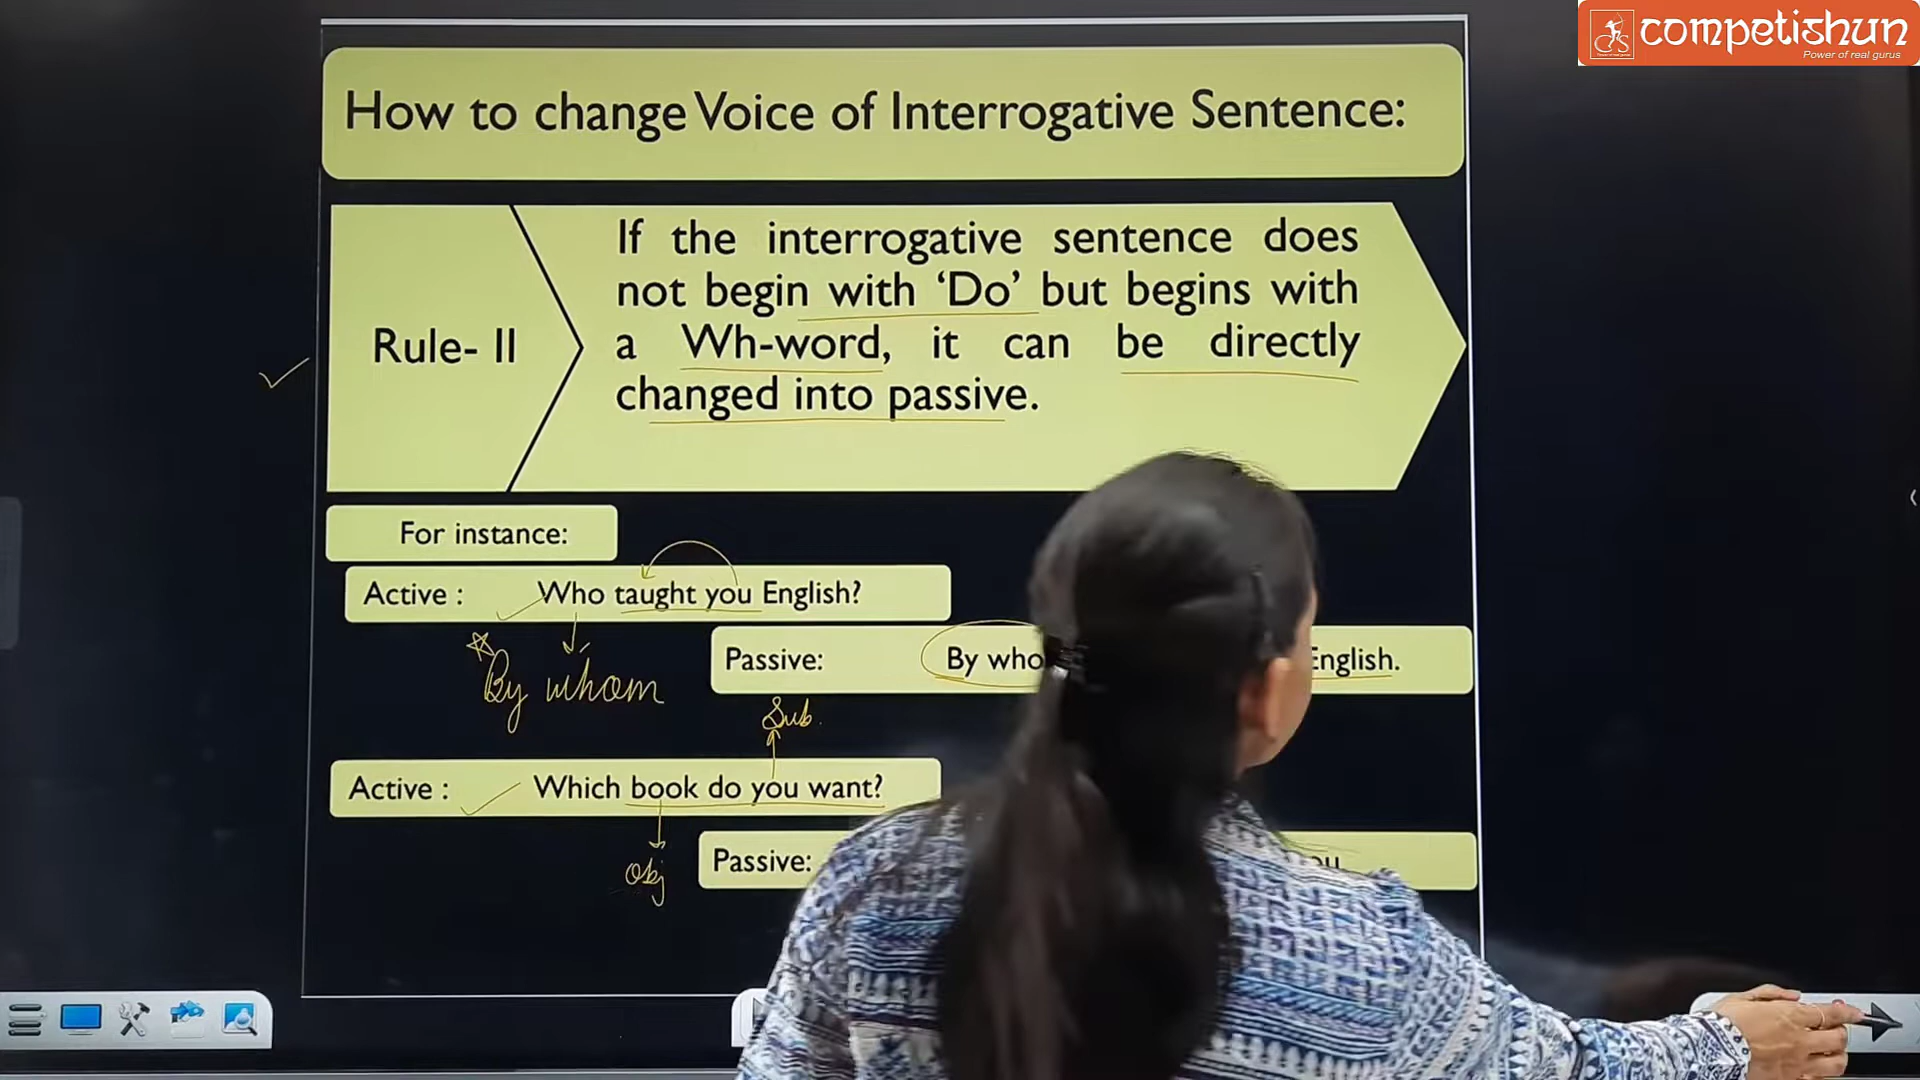 competishun
Power of real gurus
How to change Voice of Interrogative Sentence:
If the interrogative sentence does
not begin with ‘Do’ but begins with
Rule- II
a Wh-word, it can be directly
changed into passive.
For instance:
Active : Who taught you English?
By whom
Passive: By who English.
Sub.
Active : Which book do you want?
Obj
Passive: